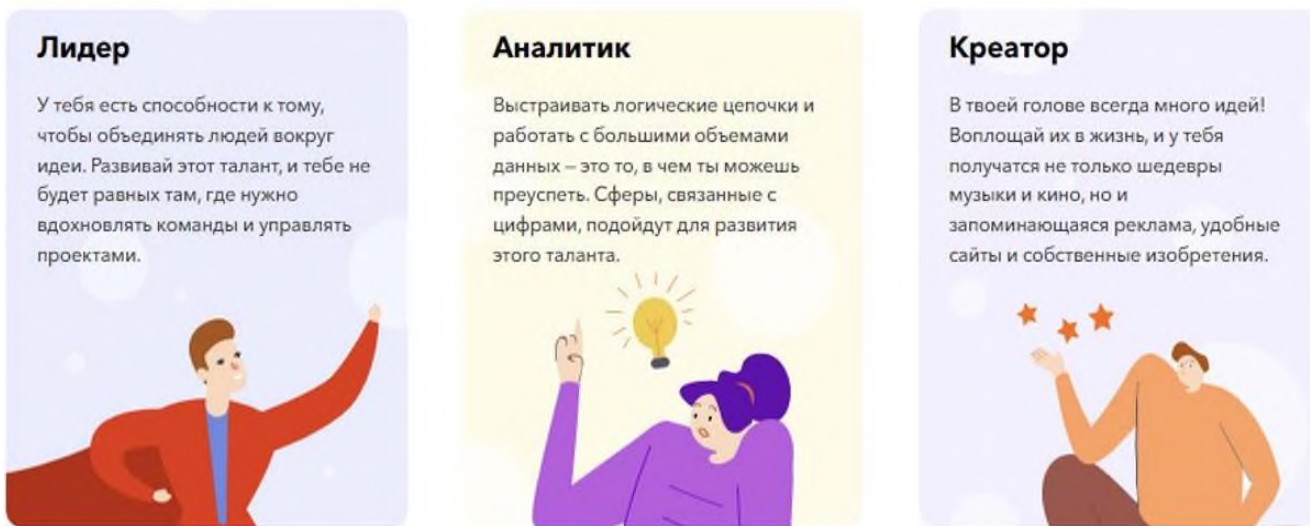 Лидер
У тебя есть способности к тому,
чтобы объединять людей вокруг
идеи. Развивай этот талант, и тебе не
будет равных там, где нужно
вдохновлять команды и управлять
проектами.
Аналитик
Выстраивать логические цепочки и
работать с большими объемами
данных – это то, в чем ты можешь
преуспеть. Сферы, связанные с
цифрами, подойдут для развития
этого таланта.
Креатор
В твоей голове всегда много идей!
Воплощай их в жизнь, и у тебя
получатся не только шедевры
музыки и кино, но и
запоминающаяся реклама, удобные
сайты и собственные изобретения.